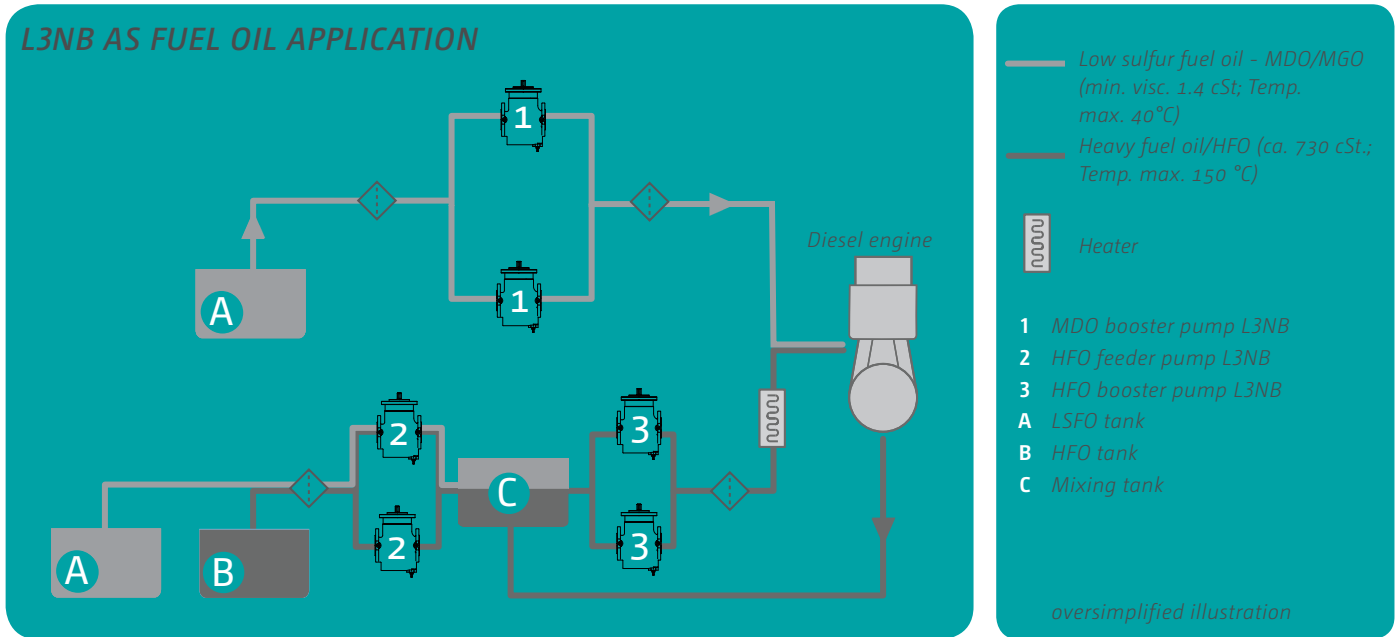 L3NB AS FUEL OIL APPLICATION
1
A
1
Diesel engine
2
3
C
A
B
2
3
Low sulfur fuel oil - MDO/MGO
(min. visc. 1.4 cSt; Temp.
max. 40°C)
Heavy fuel oil/HFO (ca. 730 cSt.;
Temp. max. 150 °C)
Heater
1 MDO booster pump L3NB
2 HFO feeder pump L3NB
3 HFO booster pump L3NB
A LSFO tank
B HFO tank
C Mixing tank
oversimplified illustration